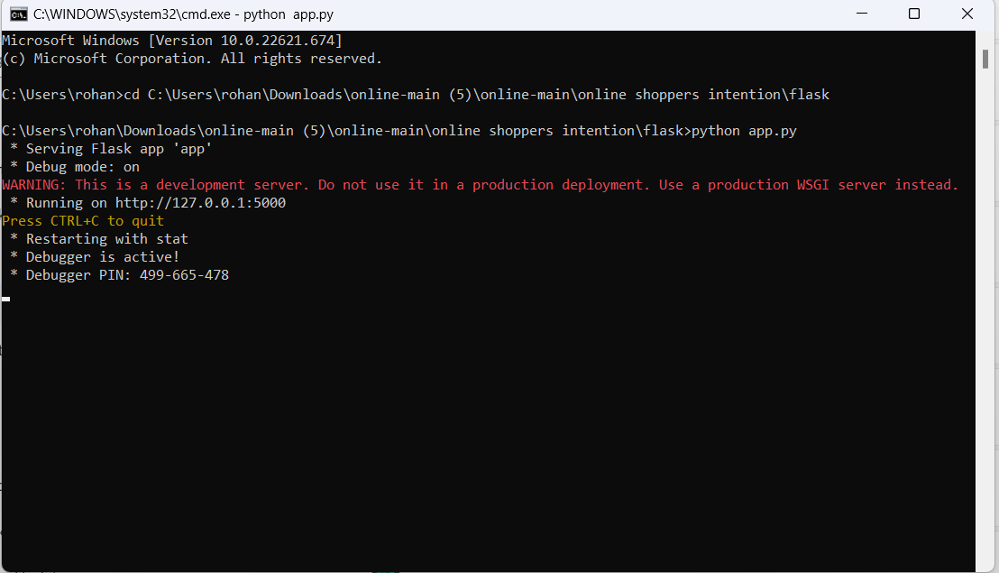 C:\WINDOWS\system32\cmd.exe - python  app.py
Microsoft Windows [Version 10.0.22621.674]
(c) Microsoft Corporation. All rights reserved.
C:\Users\rohan>cd C:\Users\rohan\Downloads\online-main (5)\online-main\online shoppers intention\flask
C:\Users\rohan\Downloads\online-main (5)\online-main\online shoppers intention\flask>python app.py
 * Serving Flask app 'app'
 * Debug mode: on
WARNING: This is a development server. Do not use it in a production deployment. Use a production WSGI server instead.
 * Running on http://127.0.0.1:5000
Press CTRL+C to quit
 * Restarting with stat
 * Debugger is active!
 * Debugger PIN: 499-665-478